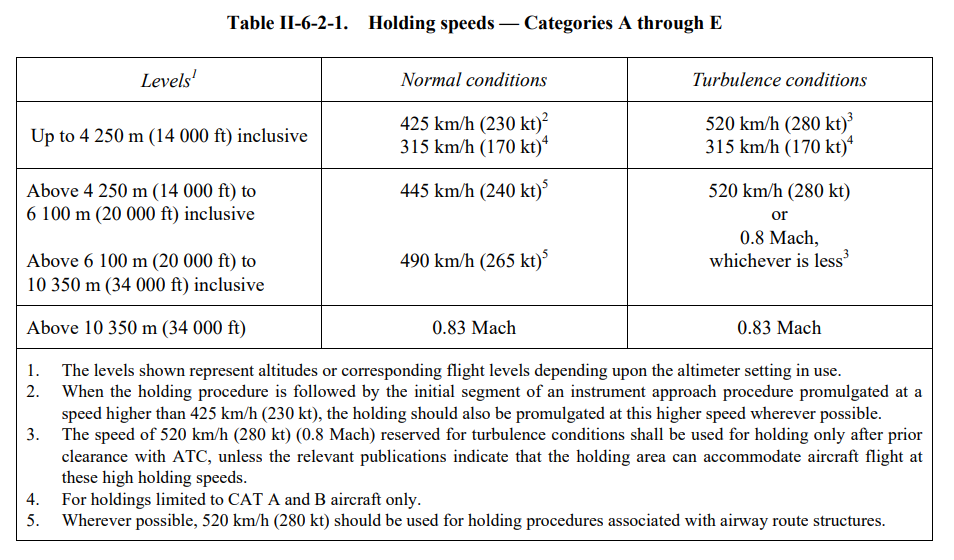 Table II-6-2-1. Holding speeds — Categories A through E
Levels1 Normal conditions Turbulence conditions
Up to 4 250 m (14 000 ft) inclusive
425 km/h (230 kt)2
315 km/h (170 kt)4
520 km/h (280 kt)3
315 km/h (170 kt)4
Above 4 250 m (14 000 ft) to
6 100 m (20 000 ft) inclusive
445 km/h (240 kt)5
Above 6 100 m (20 000 ft) to
10 350 m (34 000 ft) inclusive
490 km/h (265 kt)5
520 km/h (280 kt)
or
0.8 Mach,
whichever is less3
Above 10 350 m (34 000 ft) 0.83 Mach 0.83 Mach
1. The levels shown represent altitudes or corresponding flight levels depending upon the altimeter setting in use.
2. When the holding procedure is followed by the initial segment of an instrument approach procedure promulgated at a
speed higher than 425 km/h (230 kt), the holding should also be promulgated at this higher speed wherever possible.
3. The speed of 520 km/h (280 kt) (0.8 Mach) reserved for turbulence conditions shall be used for holding only after prior
clearance with ATC, unless the relevant publications indicate that the holding area can accommodate aircraft flight at
these high holding speeds.
4. For holdings limited to CAT A and B aircraft only.
5. Wherever possible, 520 km/h (280 kt) should be used for holding procedures associated with airway route structures.